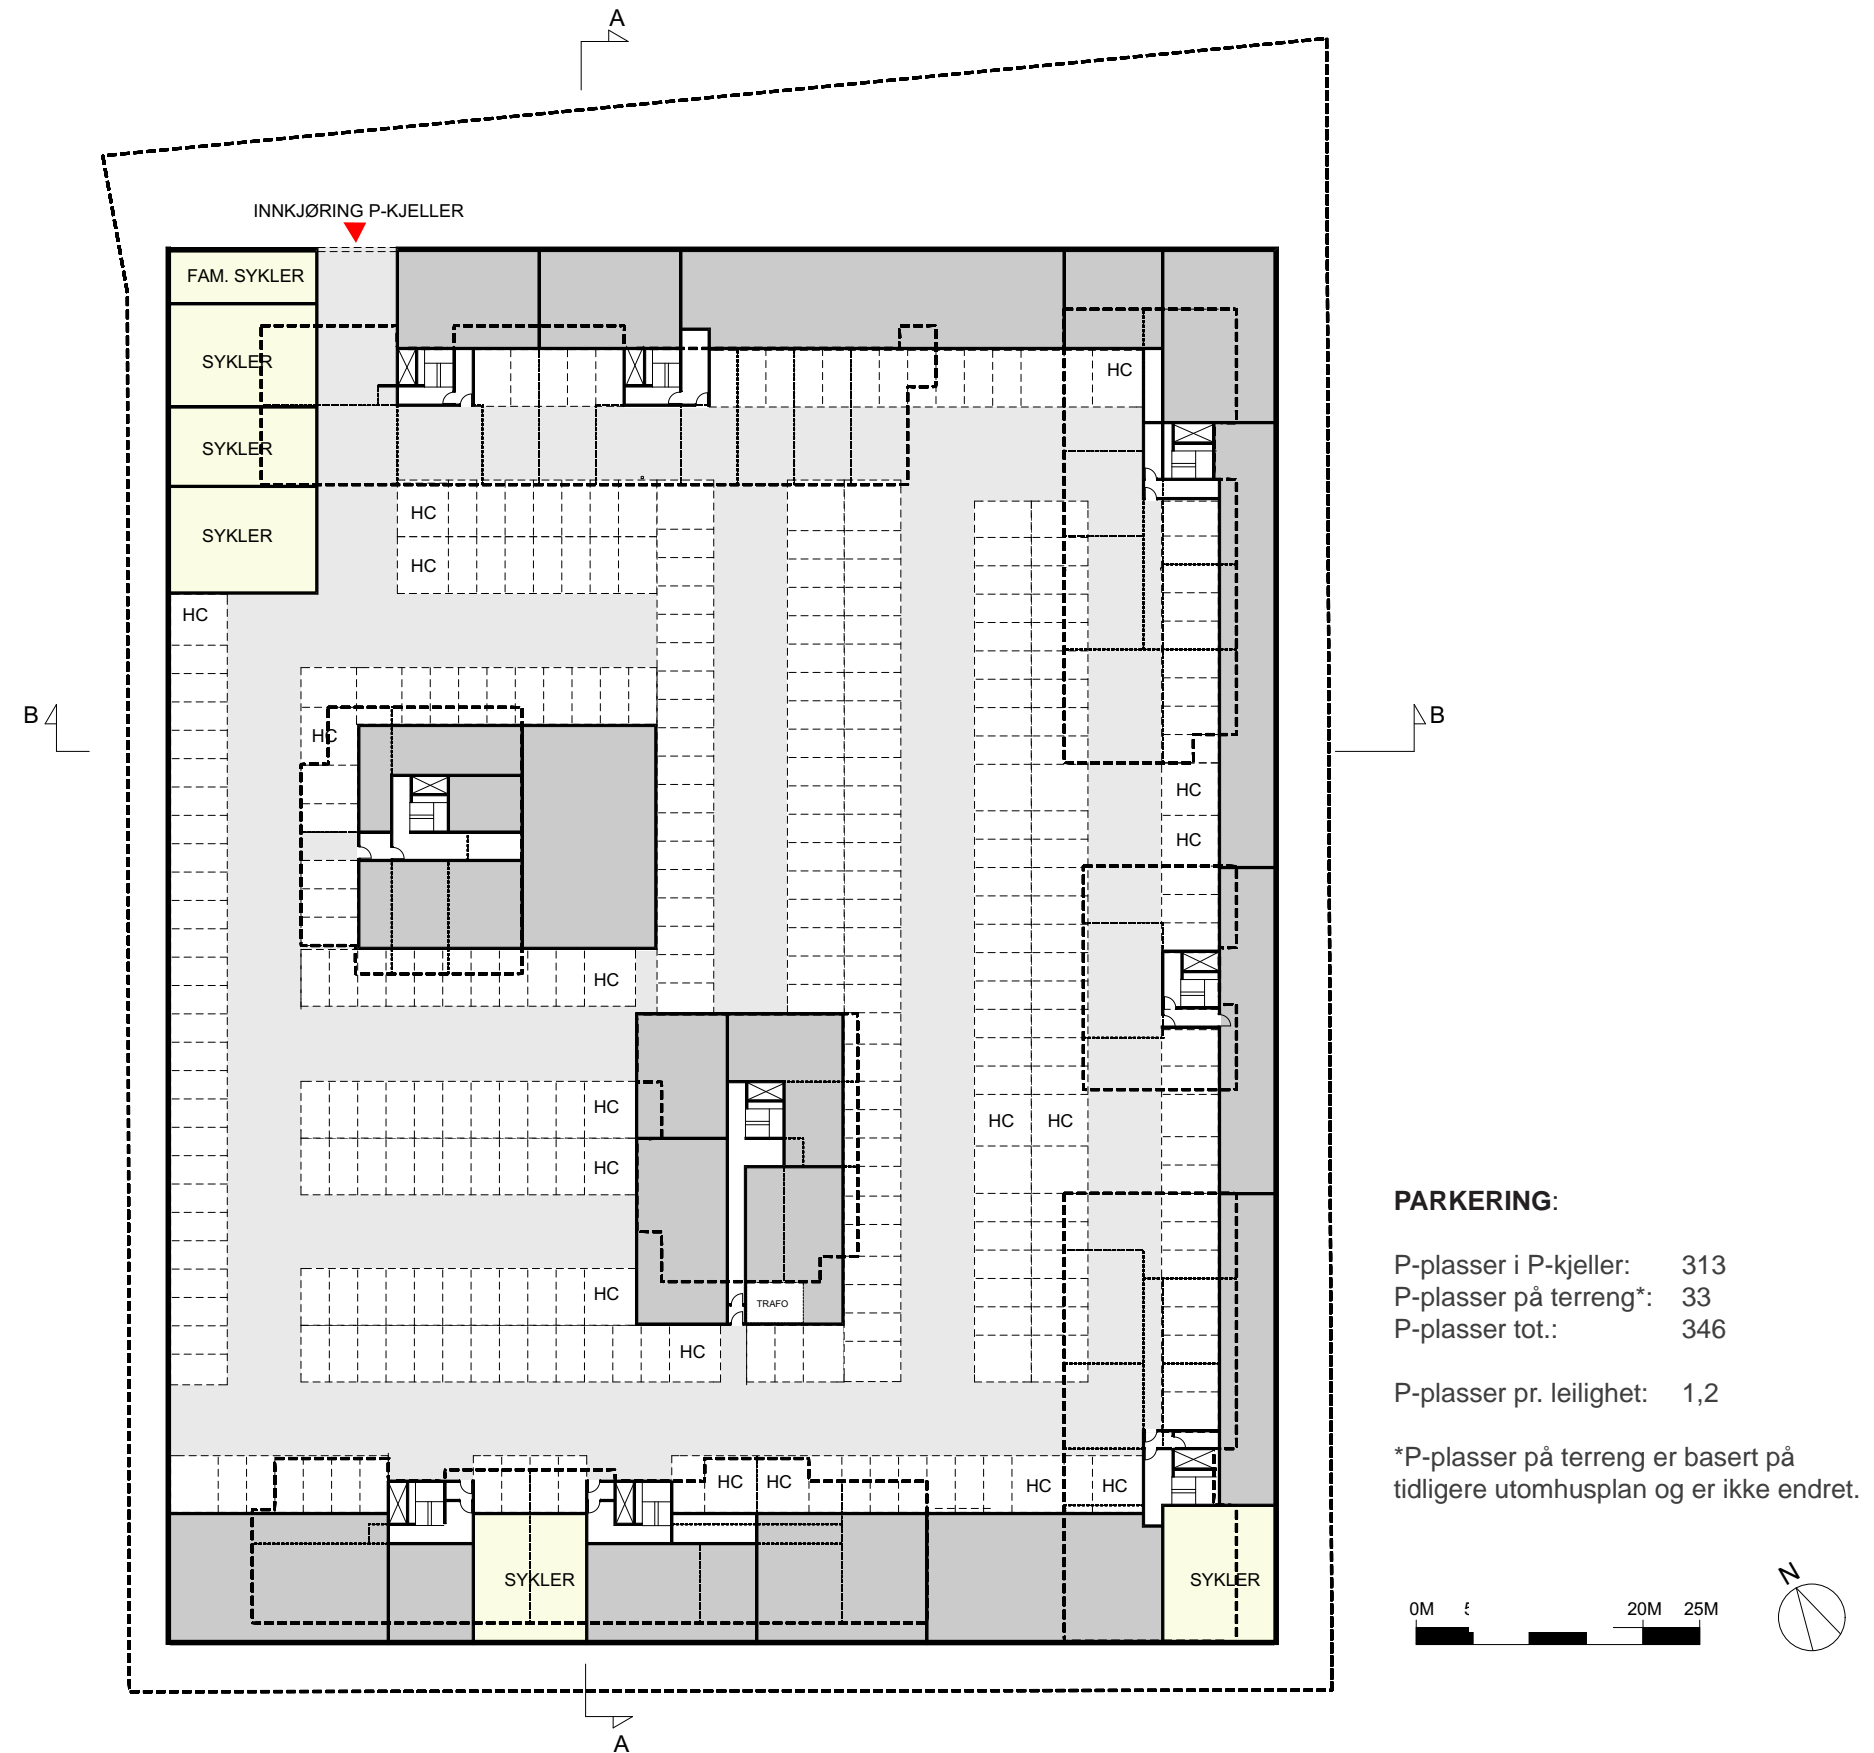 A
INNKJØRING P-KJELLER
FAM. SYKLER
SYKLER
HC
SYKLER
HC
SYKLER
HC
HC
B
B
HC
HC
HC
HC
HC
HC HC
HC
HC
HC
TRAFO
HC
HC HC
HC
HC
SYKLER
SYKLER
A
PARKERING:
P-plasser i P-kjeller: 313
P-plasser på terreng*: 33
P-plasser tot.: 346
P-plasser pr. leilighet: 1,2
*P-plasser på terreng er basert på
tidligere utomhusplan og er ikke endret.
N
0M 20M 25M